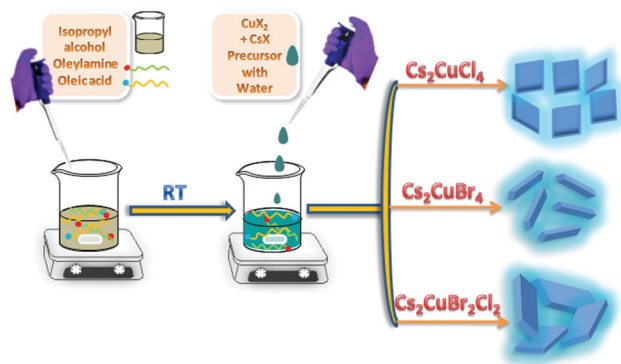 Isopropyl
alcohol
Oleylamine
Oleic acid
CuX₂
+ CsX
Precursor
with
Water
RT
Cs₂CuCl₄
Cs₂CuBr₄
Cs₂CuBr₂Cl₂